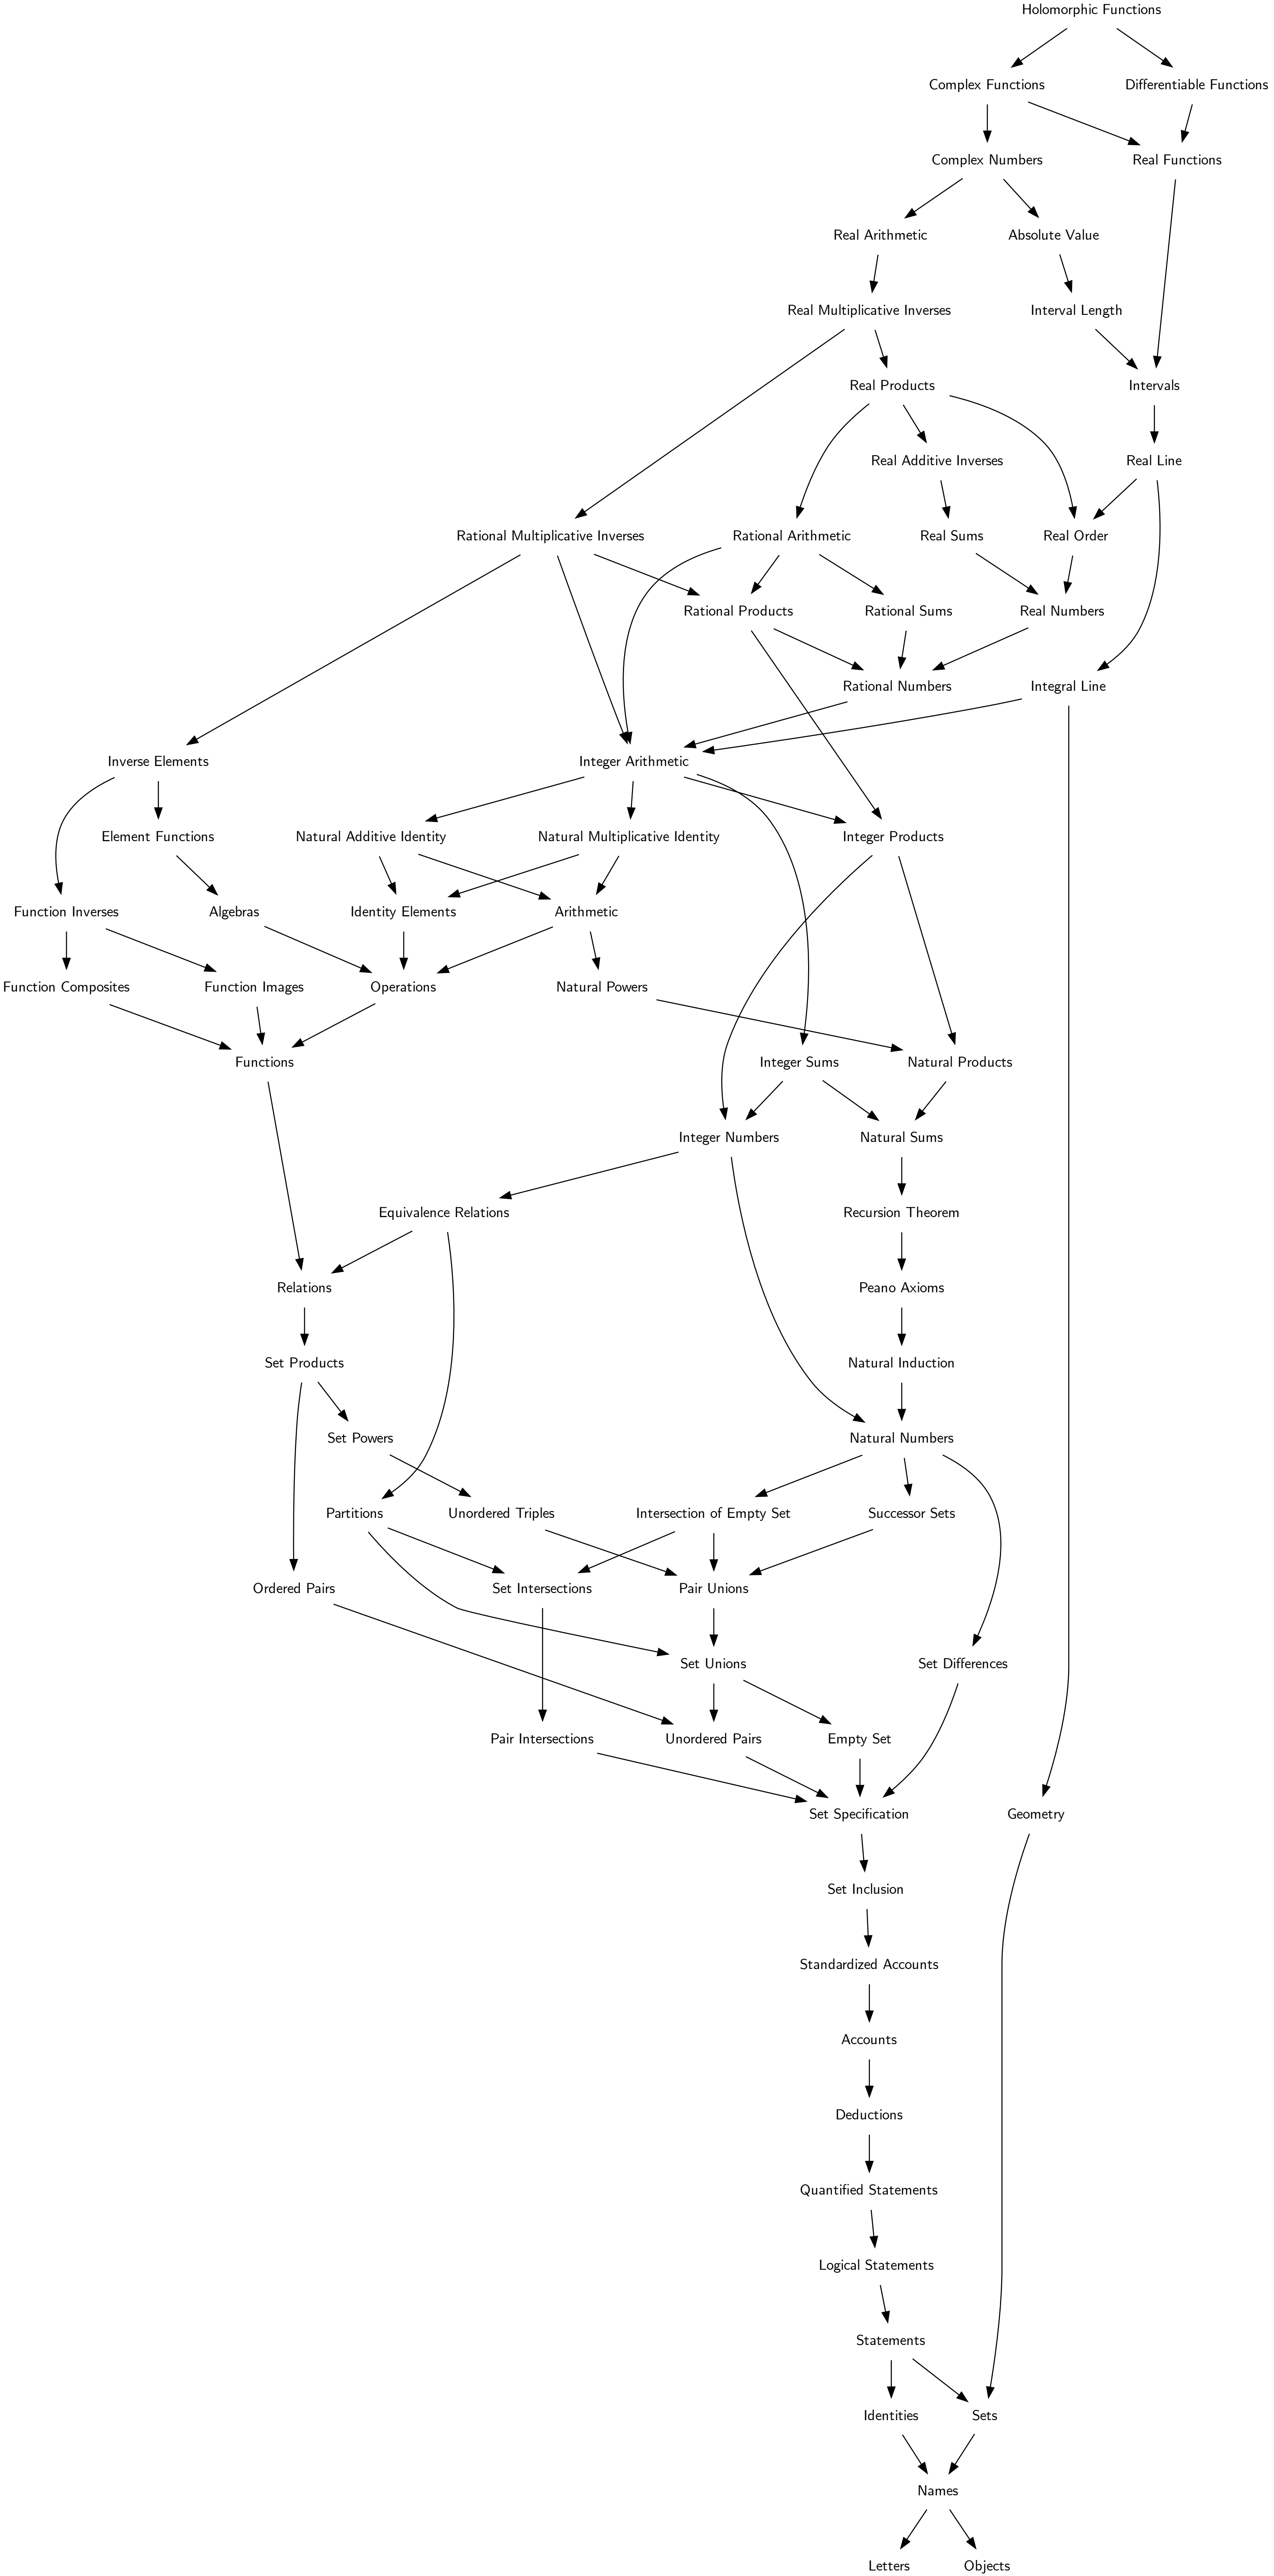 Holomorphic Functions
Complex Functions
Differentiable Functions
Complex Numbers
Real Functions
Real Arithmetic
Absolute Value
Real Multiplicative Inverses
Interval Length
Real Products
Intervals
Real Additive Inverses
Real Line
Rational Multiplicative Inverses
Rational Arithmetic
Real Sums
Real Order
Rational Products
Rational Sums
Real Numbers
Rational Numbers
Integral Line
Inverse Elements
Integer Arithmetic
Element Functions
Natural Additive Identity
Natural Multiplicative Identity
Integer Products
Function Inverses
Algebras
Identity Elements
Arithmetic
Function Composites
Function Images
Operations
Natural Powers
Functions
Integer Sums
Natural Products
Integer Numbers
Natural Sums
Equivalence Relations
Recursion Theorem
Relations
Peano Axioms
Set Products
Natural Induction
Set Powers
Natural Numbers
Partitions
Unordered Triples
Intersection of Empty Set
Successor Sets
Ordered Pairs
Set Intersections
Pair Unions
Set Unions
Set Differences
Pair Intersections
Unordered Pairs
Empty Set
Set Specification
Geometry
Set Inclusion
Standardized Accounts
Accounts
Deductions
Quantified Statements
Logical Statements
Statements
Identities
Sets
Names
Letters
Objects